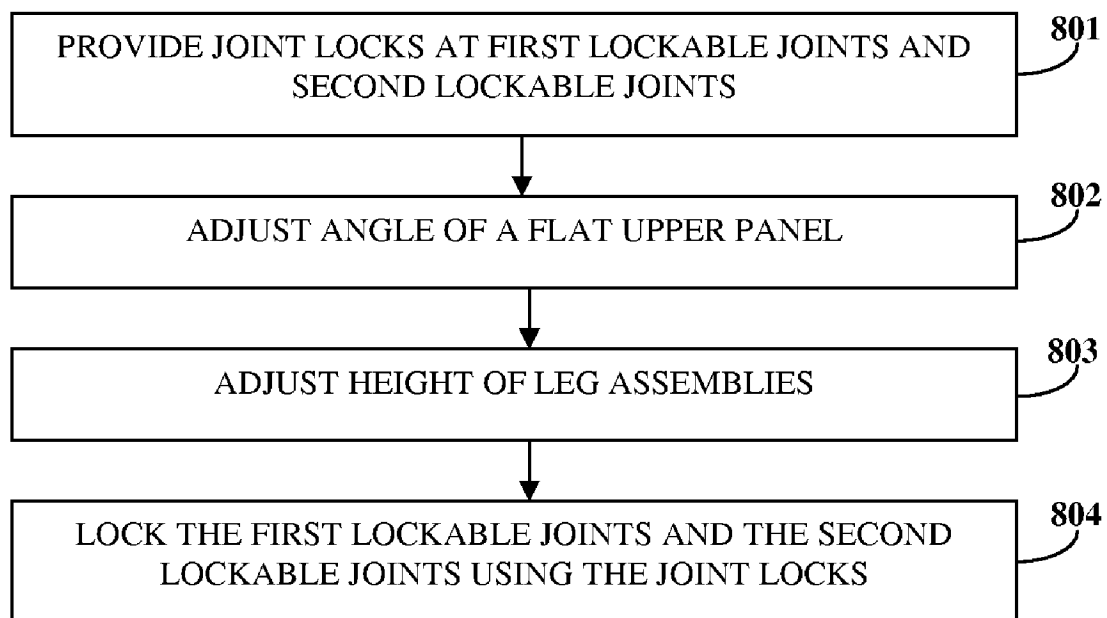 PROVIDE JOINT LOCKS AT FIRST LOCKABLE JOINTS AND
SECOND LOCKABLE JOINTS
801
ADJUST ANGLE OF A FLAT UPPER PANEL
802
ADJUST HEIGHT OF LEG ASSEMBLIES
803
LOCK THE FIRST LOCKABLE JOINTS AND THE SECOND
LOCKABLE JOINTS USING THE JOINT LOCKS
804